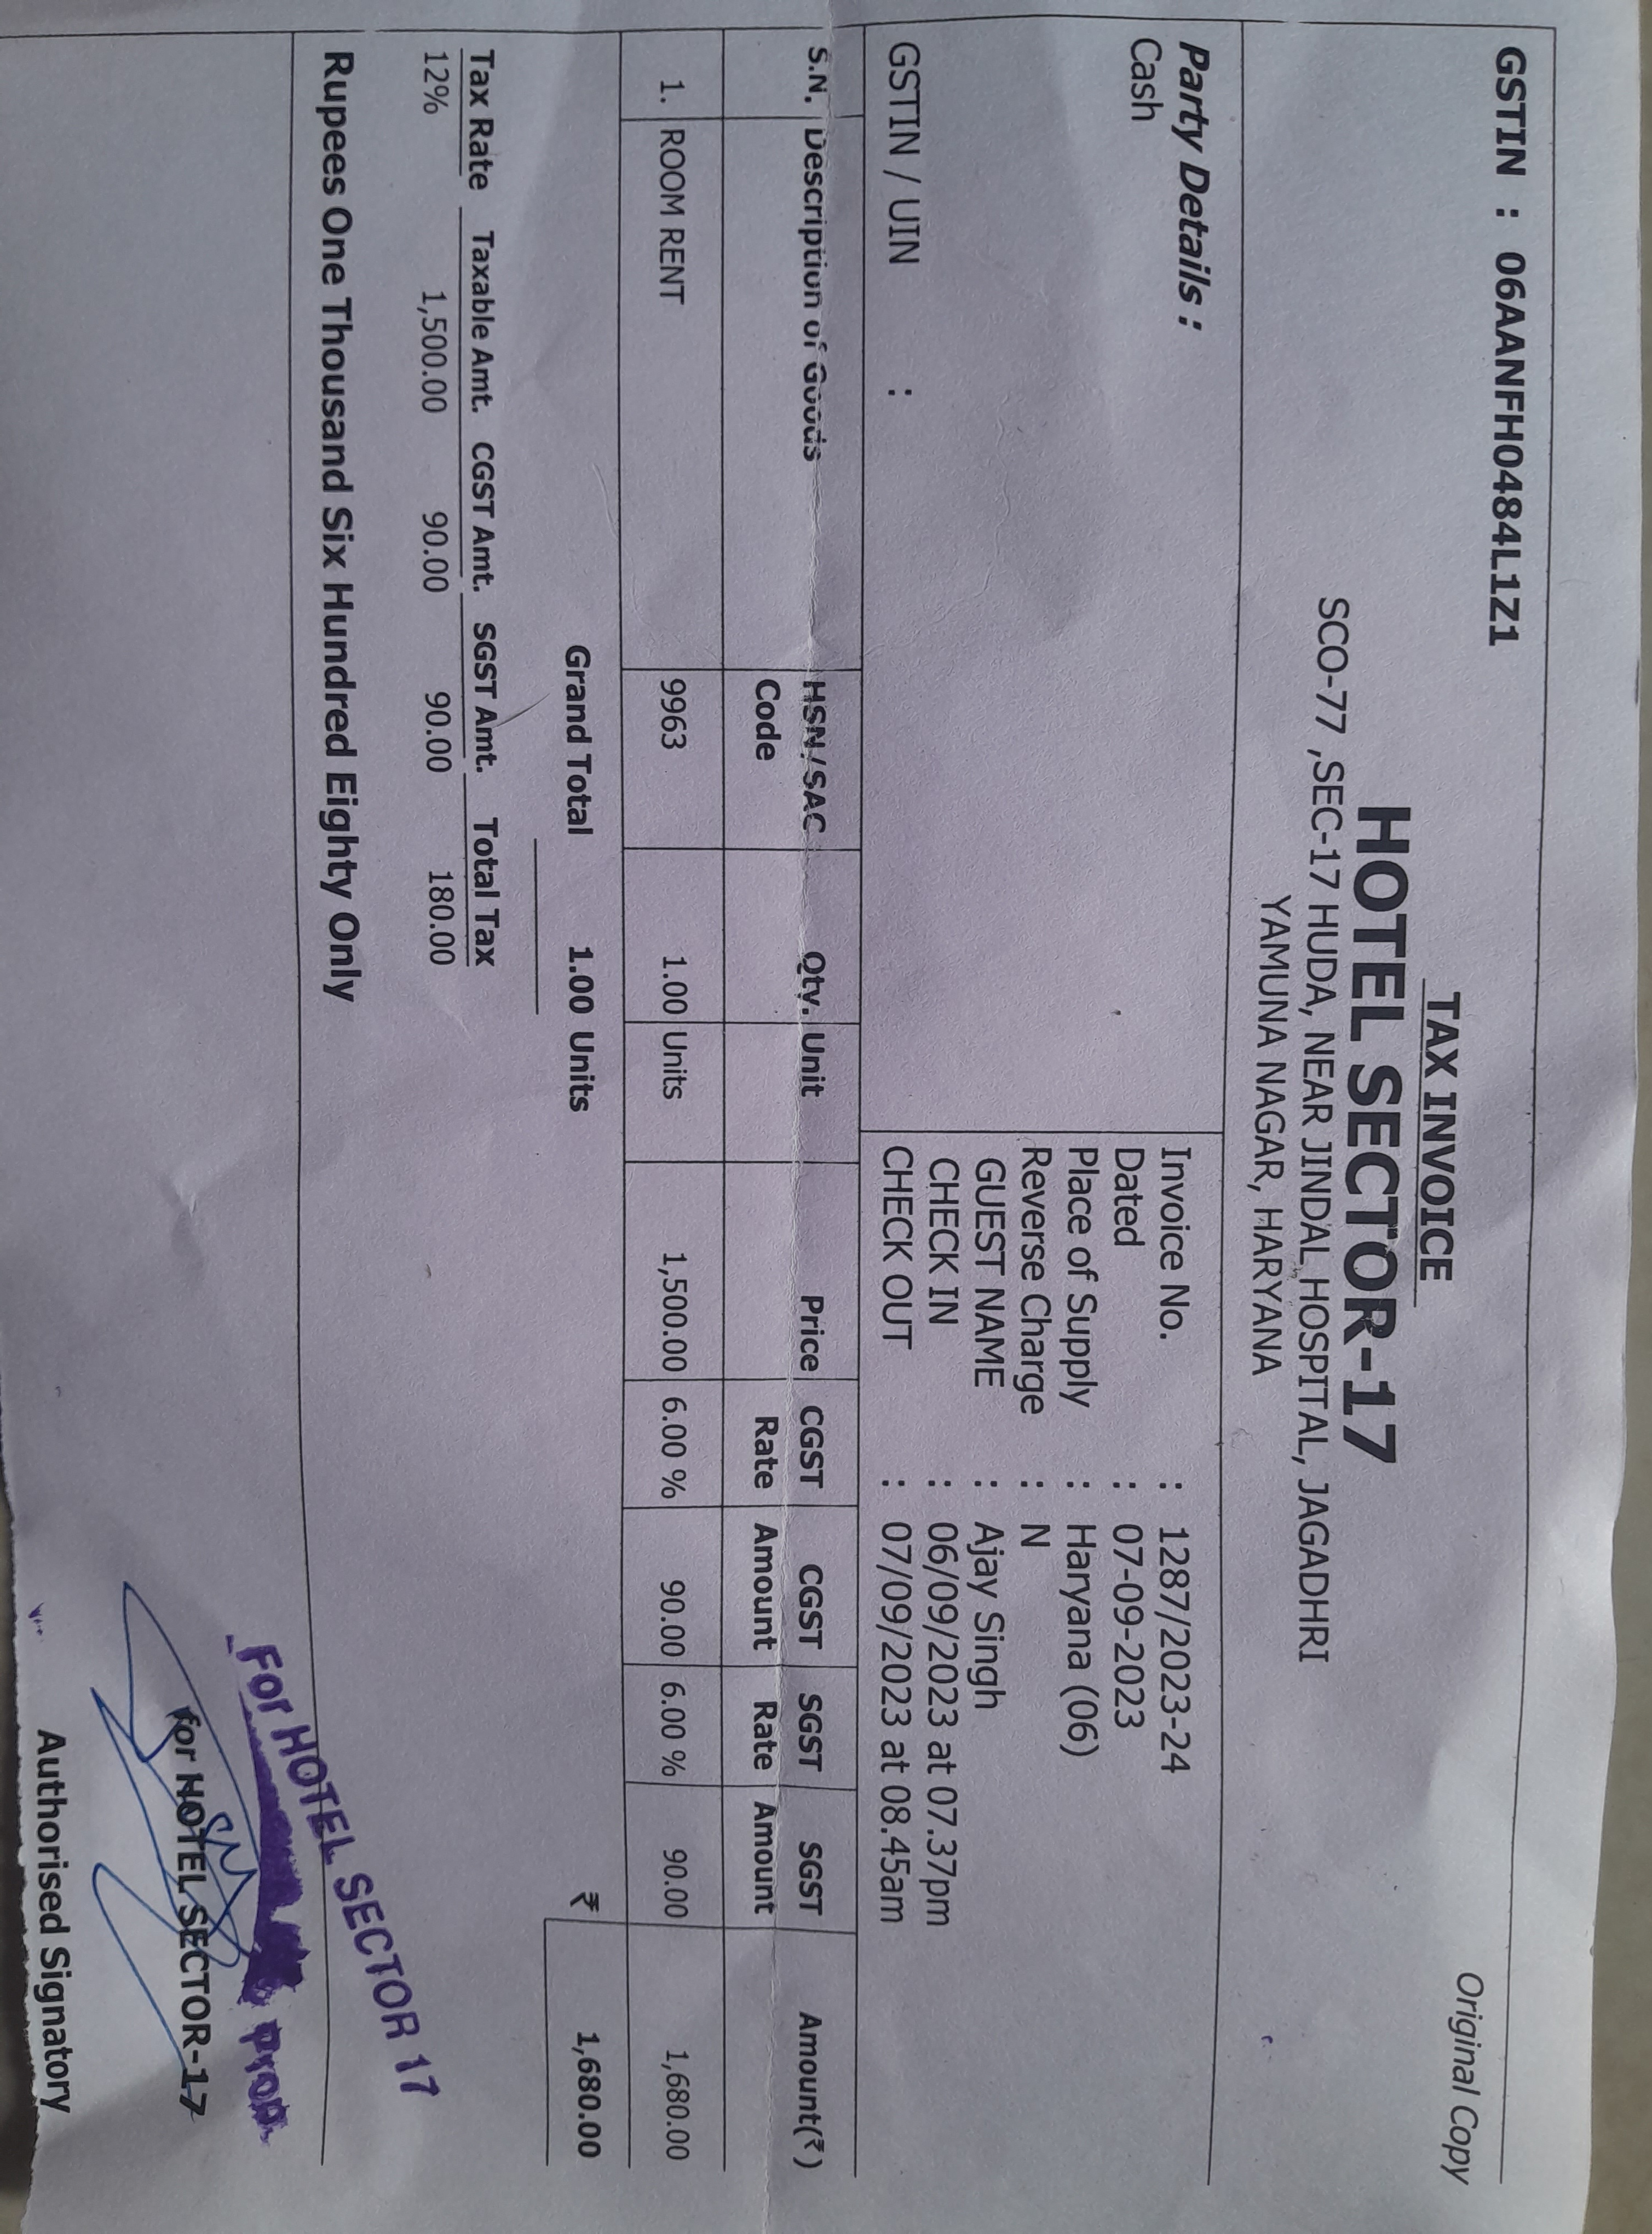 GSTIN : 06AANFH0484L1Z1 Original Copy
TAX INVOICE
HOTEL SECTOR-17
SCO-77 ,SEC-17 HUDA, NEAR JINDAL HOSPITAL, JAGADHRI
YAMUNA NAGAR, HARYANA
Party Details :
Cash
GSTIN / UIN :
Invoice No. : 1287/2023-24
Dated : 07-09-2023
Place of Supply : Haryana (06)
Reverse Charge : N
GUEST NAME : Ajay Singh
CHECK IN : 06/09/2023 at 07.37pm
CHECK OUT : 07/09/2023 at 08.45am
S.N. Description of Goods HSN/SAC Code Qty. Unit Price CGST Rate CGST Amount SGST Rate SGST Amount Amount(₹)
1. ROOM RENT 9963 1.00 Units 1,500.00 6.00 % 90.00 6.00 % 90.00 1,680.00
Grand Total 1.00 Units ₹ 1,680.00
Tax Rate Taxable Amt. CGST Amt. SGST Amt. Total Tax
12% 1,500.00 90.00 90.00 180.00
Rupees One Thousand Six Hundred Eighty Only
For HOTEL SECTOR 17
Prop.
for HOTEL SECTOR-17
Authorised Signatory